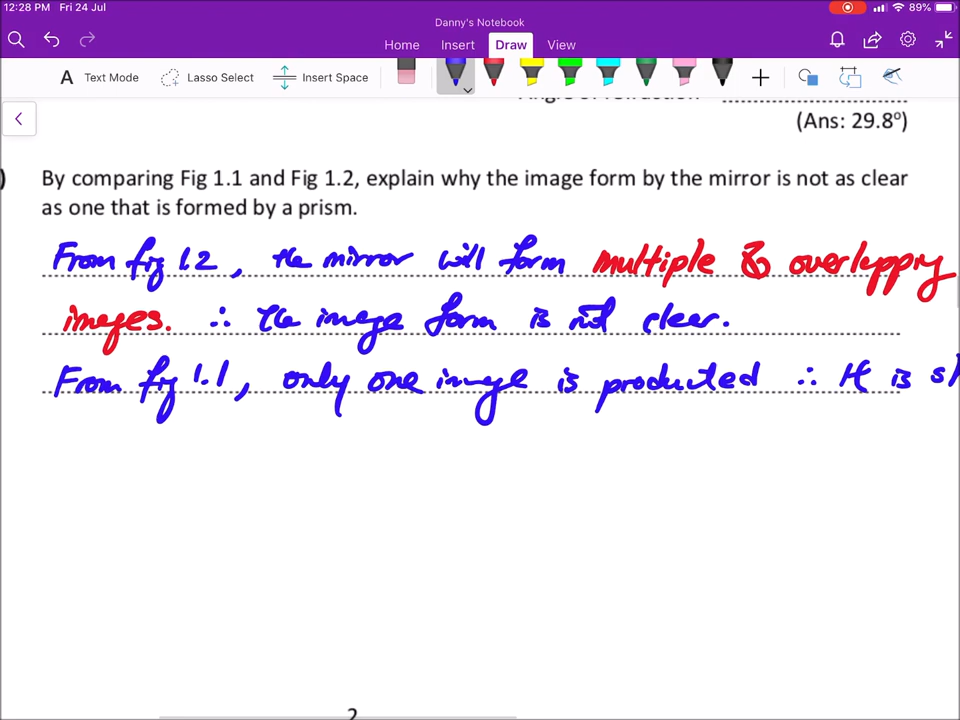 12:28 PM Fri 24 Jul
89%
Danny's Notebook
Home Insert Draw View
A Text Mode Lasso Select Insert Space
Angle of refraction
(Ans: 29.8°)
) By comparing Fig 1.1 and Fig 1.2, explain why the image form by the mirror is not as clear
as one that is formed by a prism.
From fig 1.2, the mirror will form multiple & overlapping
images. ∴ the image form is not clear.
From fig 1.1, only one image is producted ∴ it is
2